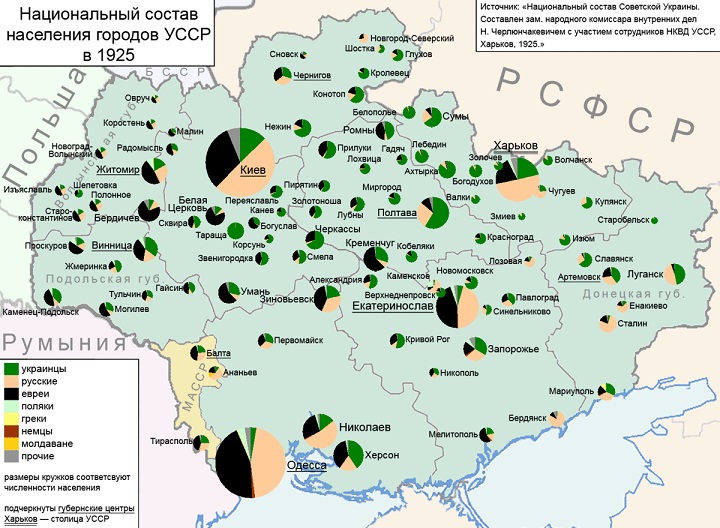 Национальный состав
населения городов УССР
в 1925
Источник: «Национальный состав Советской Украины.
Составлен зам. народного комиссара внутренних дел
Н. Черлюнчакевичем с участием сотрудников НКВД УССР,
Харьков, 1925.»
Польша
БССР
РСФСР
Румыния
МАССР
Волынская губ.
Подольская губ.
Донецкая губ.
Новгород-Северский
Шостка
Глухов
Сновск
Чернигов
Кролевец
Конотоп
Овруч
Коростень
Малин
Новоград-
Волынский
Радомысль
Житомир
Киев
Нежин
Белополье
Сумы
Ромны
Прилуки
Гадяч
Лебедин
Лохвица
Ахтырка
Богодухов
Золочев
Харьков
Волчанск
Чугуев
Изъяславль
Шепетовка
Полонное
Старо-
константинов
Бердичев
Белая
Церковь
Переяславль
Пирятин
Золотоноша
Миргород
Лубны
Полтава
Валки
Змиев
Купянск
Старобельск
Сквира
Тараща
Канев
Богуслав
Корсунь
Черкассы
Проскуров
Винница
Звенигородка
Смела
Кременчуг
Кобеляки
Красноград
Изюм
Жмеринка
Александрия
Каменское
Новомосковск
Лозовая
Славянск
Артемовск
Луганск
Каменец-Подольск
Тульчин
Гайсин
Могилев
Умань
Зиновьевск
Верхнеднепровск
Екатеринослав
Павлоград
Синельниково
Енакиево
Сталин
Первомайск
Кривой Рог
Запорожье
Балта
Ананьев
Никополь
Мариуполь
Бердянск
Тирасполь
Николаев
Херсон
Мелитополь
Одесса
украинцы
русские
евреи
поляки
греки
немцы
молдаване
прочие
размеры кружков соответсвуют
численности населения
подчеркнуты губернские центры
Харьков — столица УССР